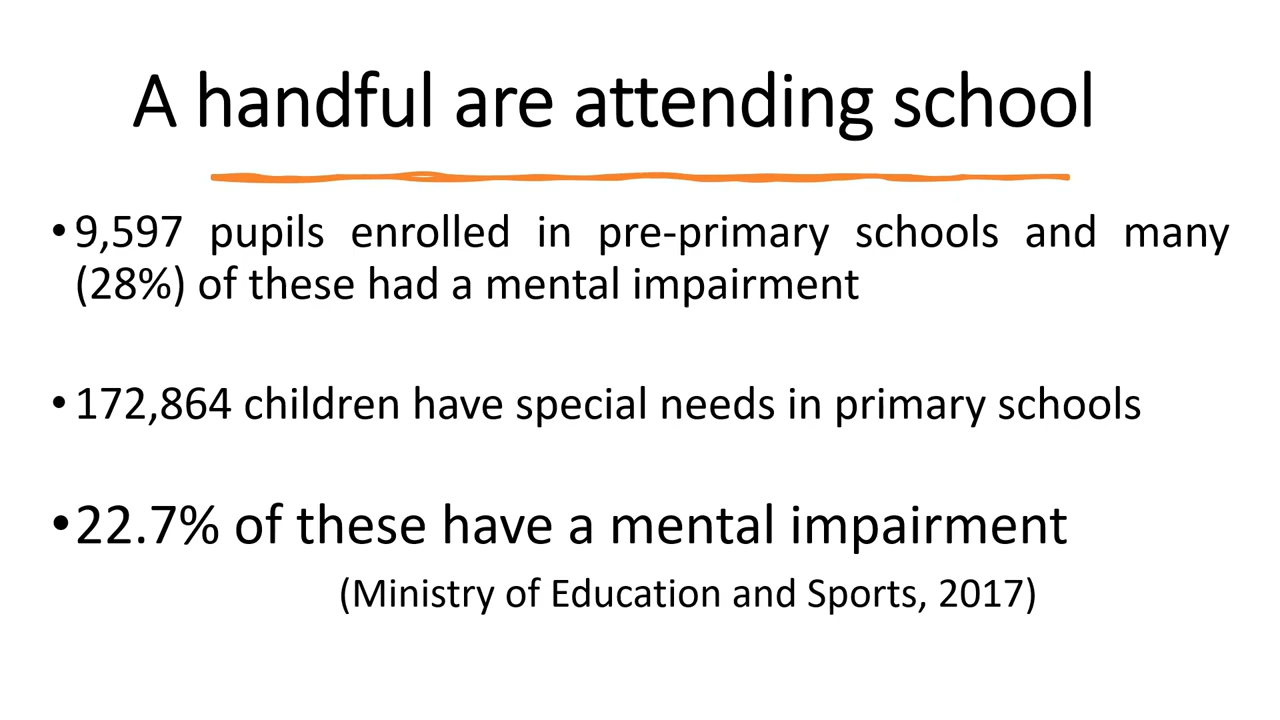 A handful are attending school
•9,597 pupils enrolled in pre-primary schools and many
(28%) of these had a mental impairment
•172,864 children have special needs in primary schools
•22.7% of these have a mental impairment
(Ministry of Education and Sports, 2017)